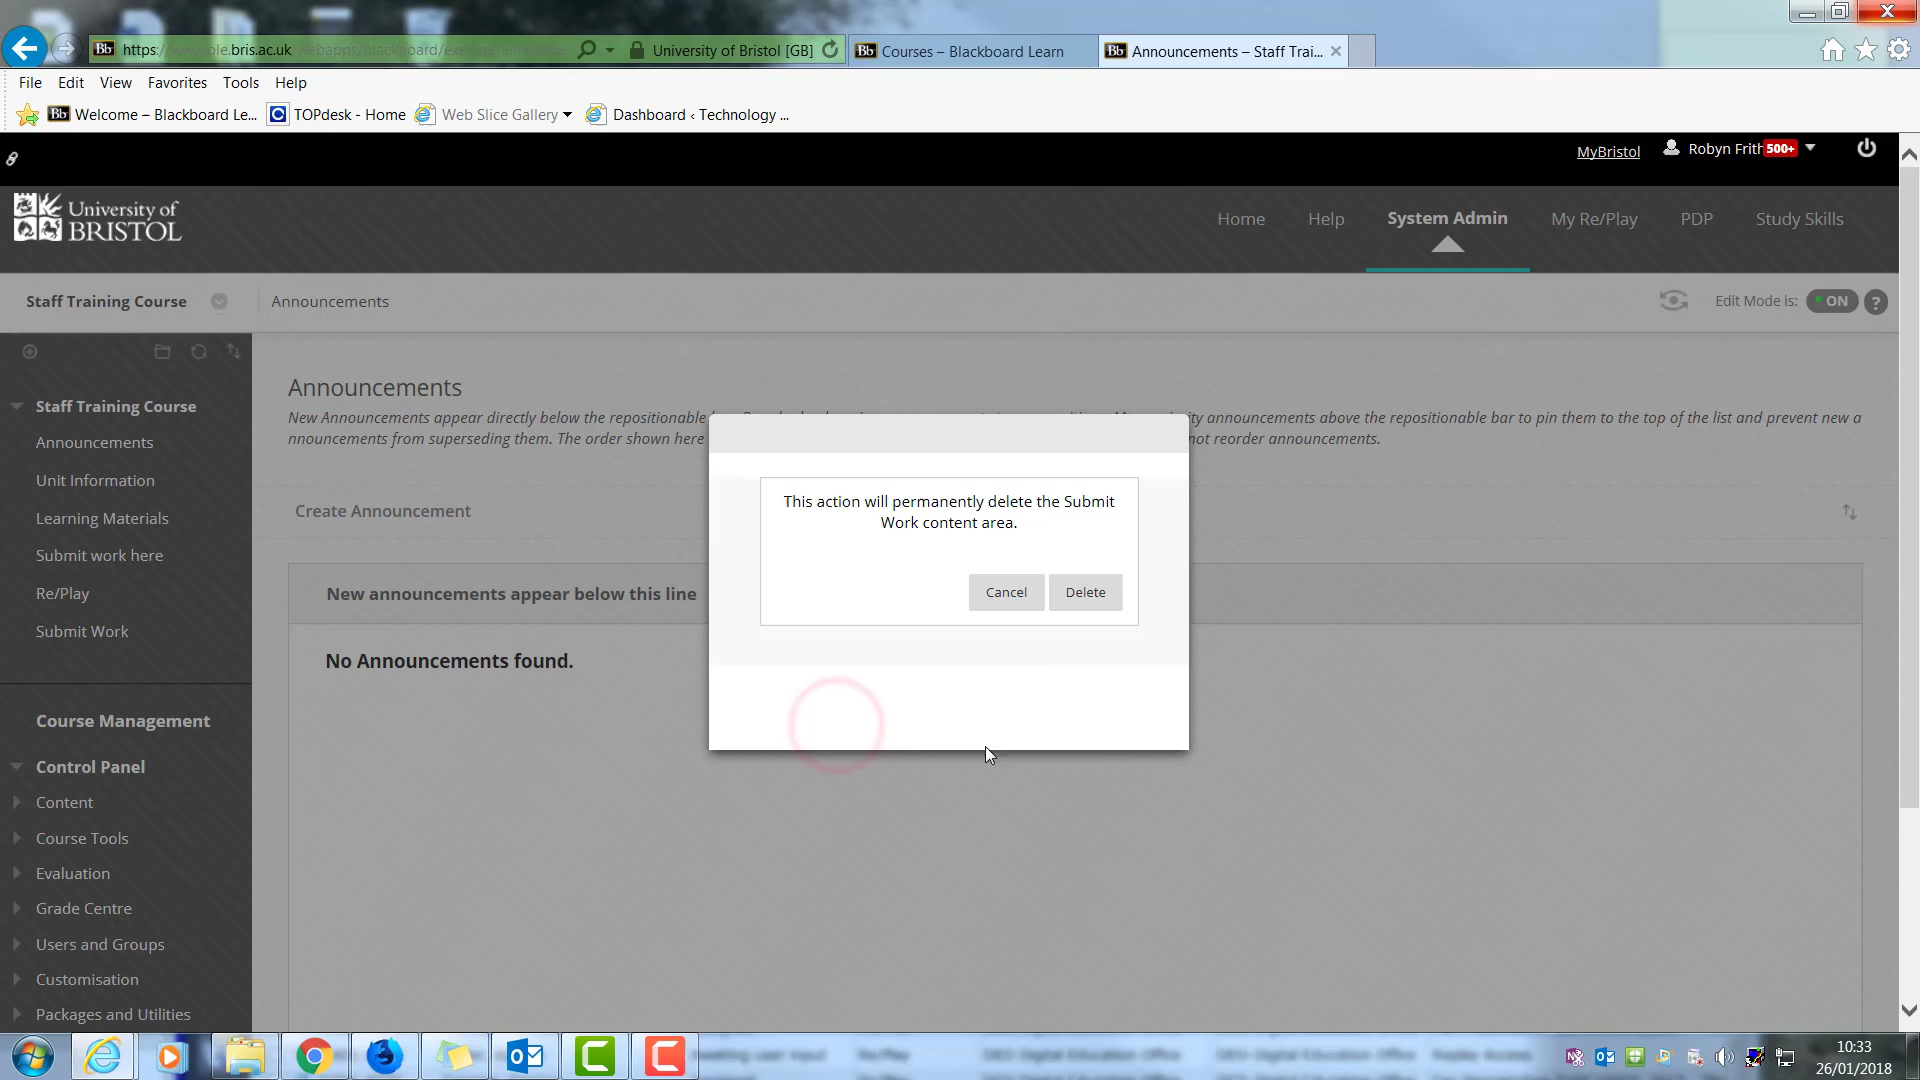 https://www.ole.bris.ac.uk/webapps/blackboard/execute/announce
University of Bristol [GB]
Courses – Blackboard Learn
Announcements – Staff Trai...
File Edit View Favorites Tools Help
Welcome – Blackboard Le... TOPdesk - Home Web Slice Gallery Dashboard ‹ Technology ...
MyBristol Robyn Frith 500+
University of
BRISTOL
Home Help System Admin My Re/Play PDP Study Skills
Staff Training Course Announcements Edit Mode is: ON ?
Staff Training Course
Announcements
Unit Information
Learning Materials
Submit work here
Re/Play
Submit Work
Course Management
Control Panel
Content
Course Tools
Evaluation
Grade Centre
Users and Groups
Customisation
Packages and Utilities
Announcements
New Announcements appear directly below the repositionable
ity announcements above the repositionable bar to pin them to the top of the list and prevent new a
nnouncements from superseding them. The order shown here
not reorder announcements.
Create Announcement
New announcements appear below this line
No Announcements found.
This action will permanently delete the Submit
Work content area.
Cancel Delete
10:33
26/01/2018